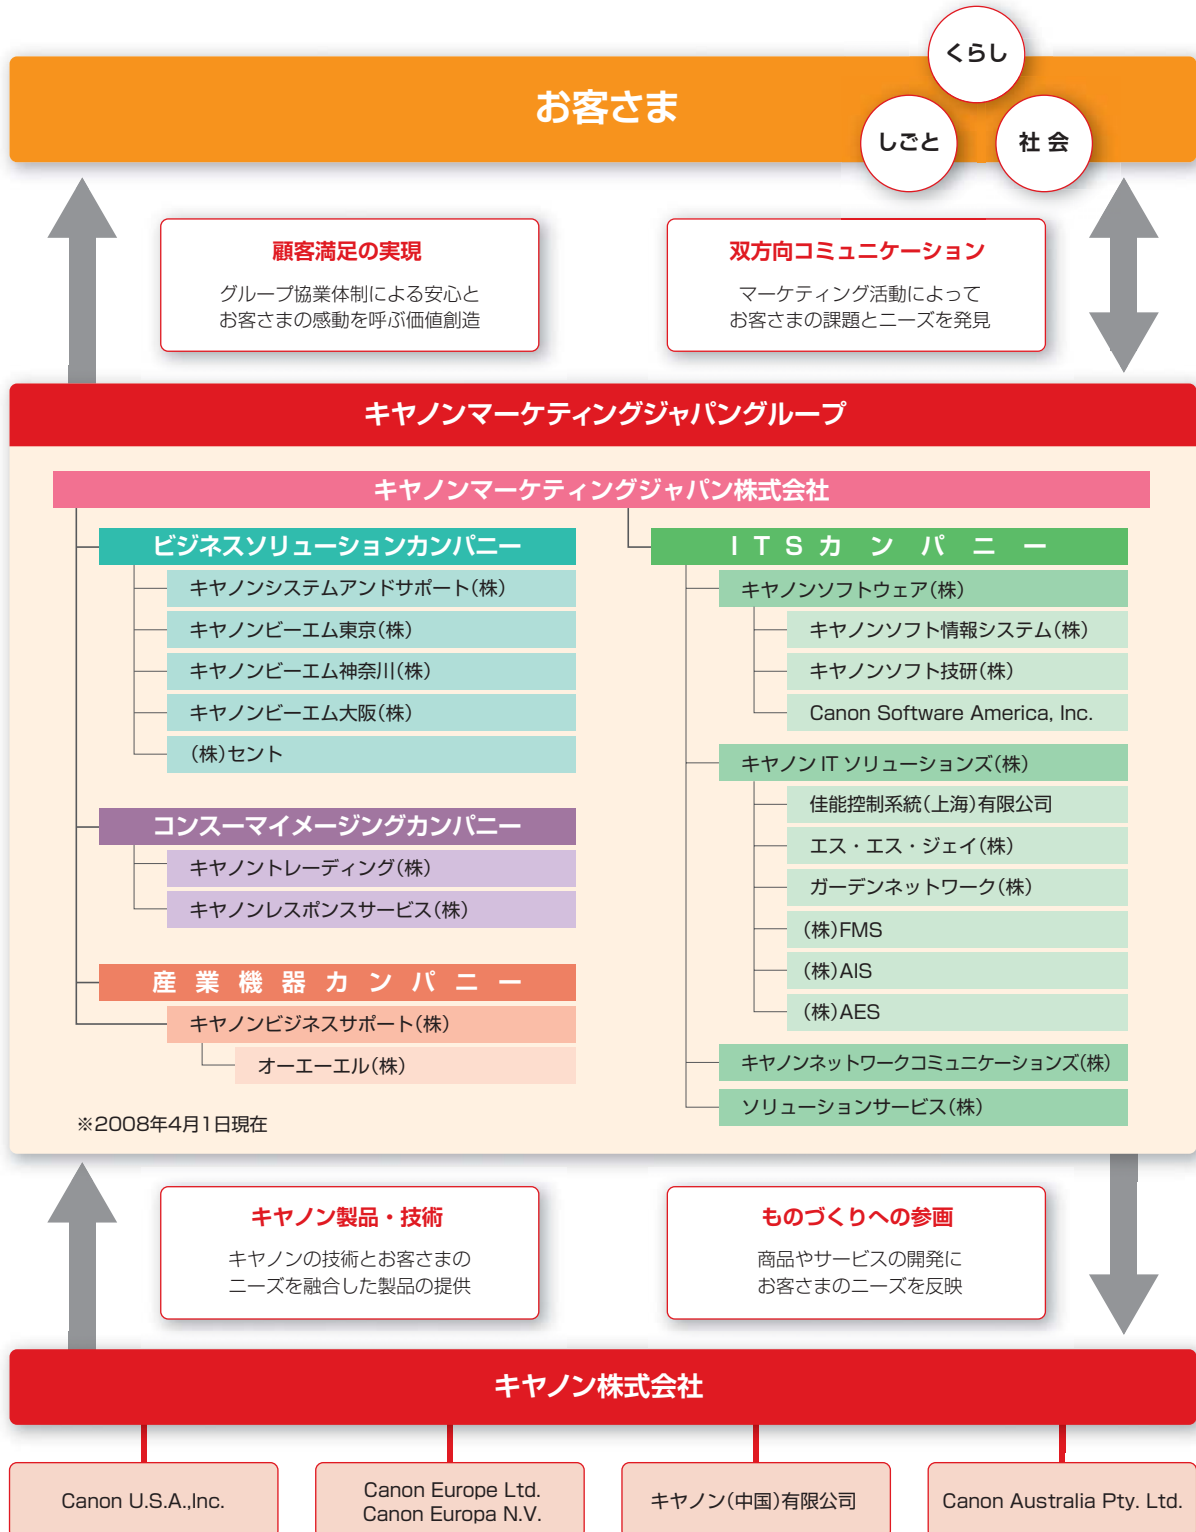 くらし
お客さま
しごと
社会
顧客満足の実現
グループ協業体制による安心と
お客さまの感動を呼ぶ価値創造
双方向コミュニケーション
マーケティング活動によって
お客さまの課題とニーズを発見
キヤノンマーケティングジャパングループ
キヤノンマーケティングジャパン株式会社
ビジネスソリューションカンパニー
キヤノンシステムアンドサポート(株)
キヤノンビーエム東京(株)
キヤノンビーエム神奈川(株)
キヤノンビーエム大阪(株)
(株)セント
コンスーマイメージングカンパニー
キヤノントレーディング(株)
キヤノンレスポンスサービス(株)
産業機器カンパニー
キヤノンビジネスサポート(株)
オーエーエル(株)
※2008年4月1日現在
ITSカンパニー
キヤノンソフトウェア(株)
キヤノンソフト情報システム(株)
キヤノンソフト技研(株)
Canon Software America, Inc.
キヤノンITソリューションズ(株)
佳能控制系統(上海)有限公司
エス・エス・ジェイ(株)
ガーデンネットワーク(株)
(株)FMS
(株)AIS
(株)AES
キヤノンネットワークコミュニケーションズ(株)
ソリューションサービス(株)
キヤノン製品・技術
キヤノンの技術とお客さまの
ニーズを融合した製品の提供
ものづくりへの参画
商品やサービスの開発に
お客さまのニーズを反映
キヤノン株式会社
Canon U.S.A.,Inc.
Canon Europe Ltd.
Canon Europa N.V.
キヤノン(中国)有限公司
Canon Australia Pty. Ltd.